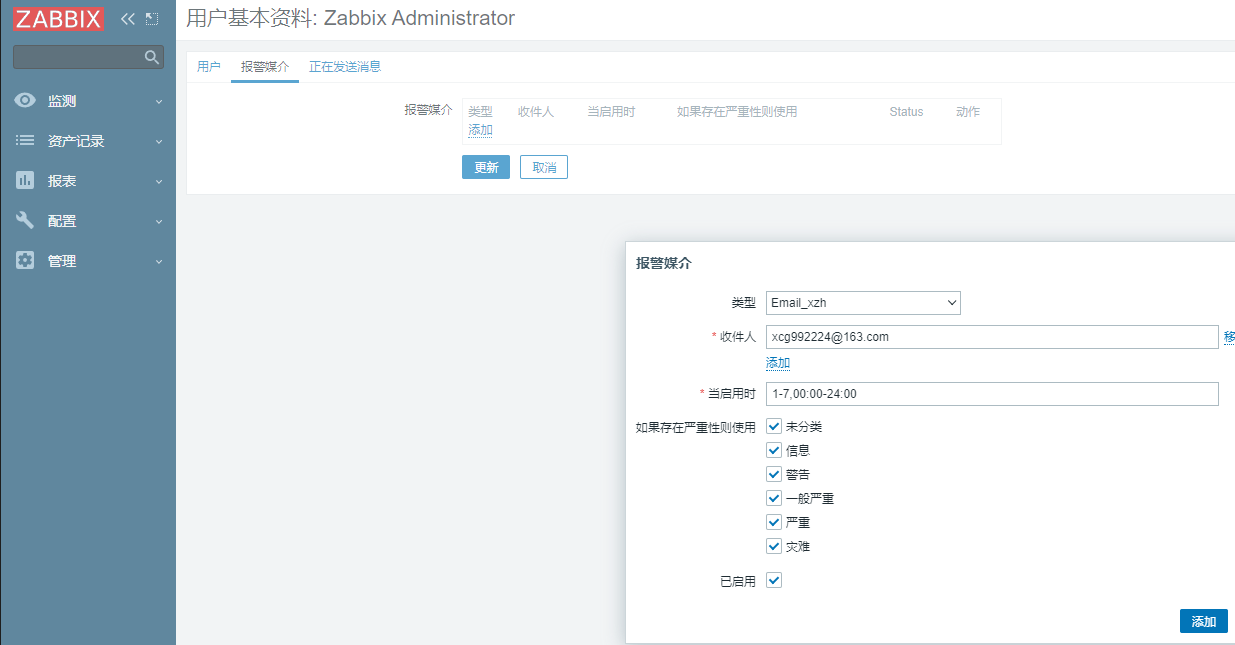 ZABBIX
用户基本资料: Zabbix Administrator
监测
资产记录
报表
配置
管理
用户 报警媒介 正在发送消息
报警媒介 类型 收件人 当启用时 如果存在严重性则使用 Status 动作
添加
更新 取消
报警媒介
类型 Email_xzh
* 收件人 xcg992224@163.com 移
添加
* 当启用时 1-7,00:00-24:00
如果存在严重性则使用 未分类
信息
警告
一般严重
严重
灾难
已启用
添加